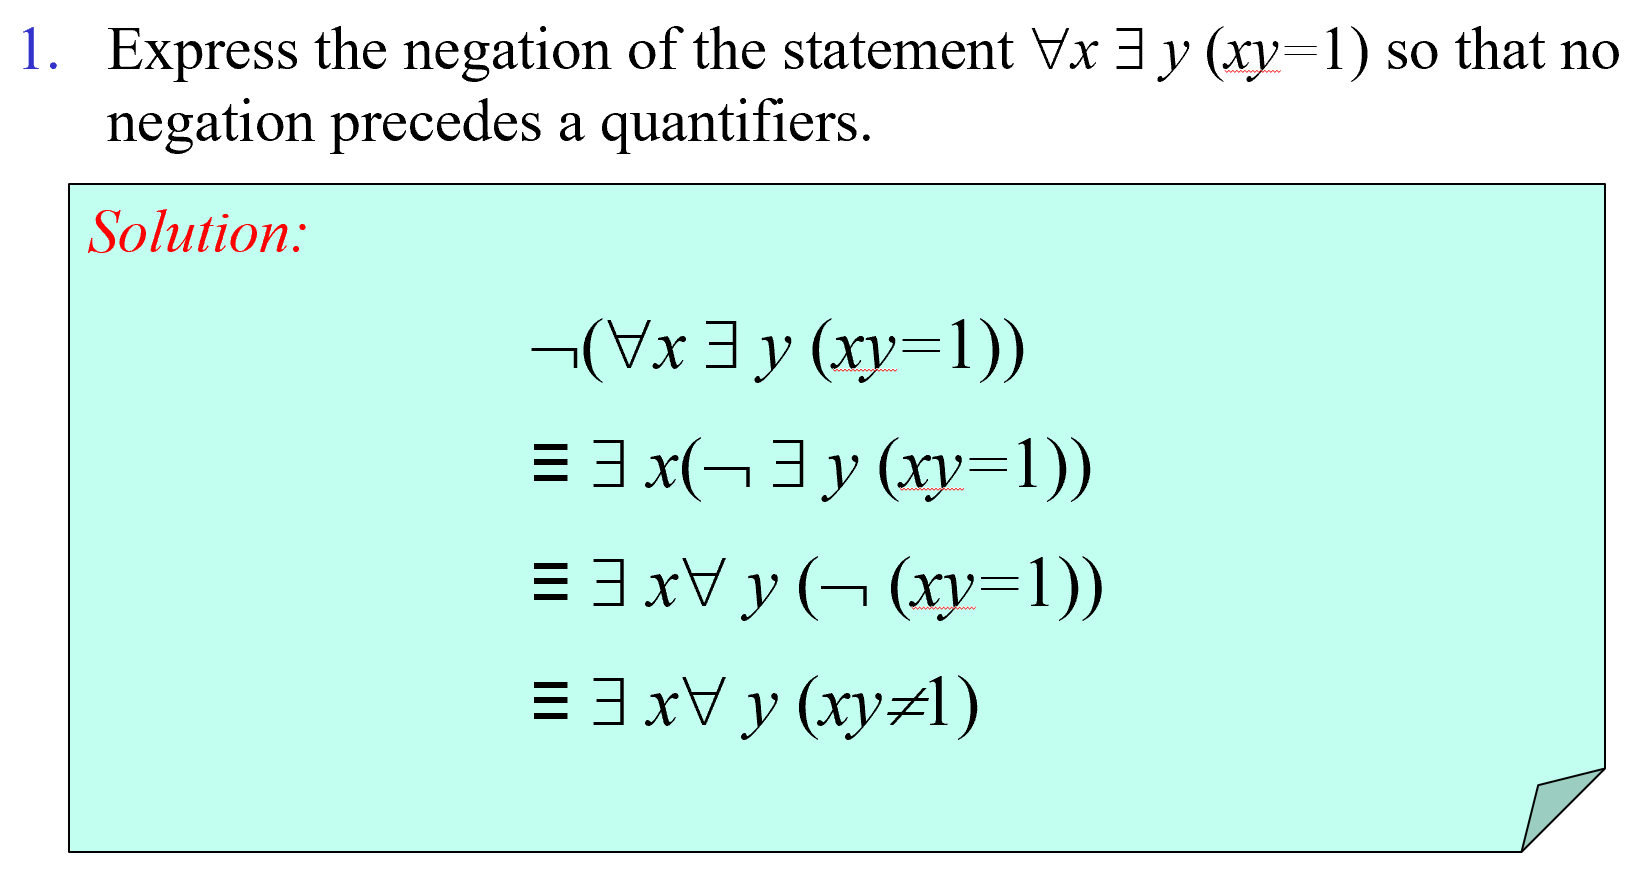 1. Express the negation of the statement ∀x ∃ y (xy=1) so that no
negation precedes a quantifiers.
Solution:
¬(∀x ∃ y (xy=1))
≡ ∃ x(¬ ∃ y (xy=1))
≡ ∃ x∀ y (¬ (xy=1))
≡ ∃ x∀ y (xy≠1)